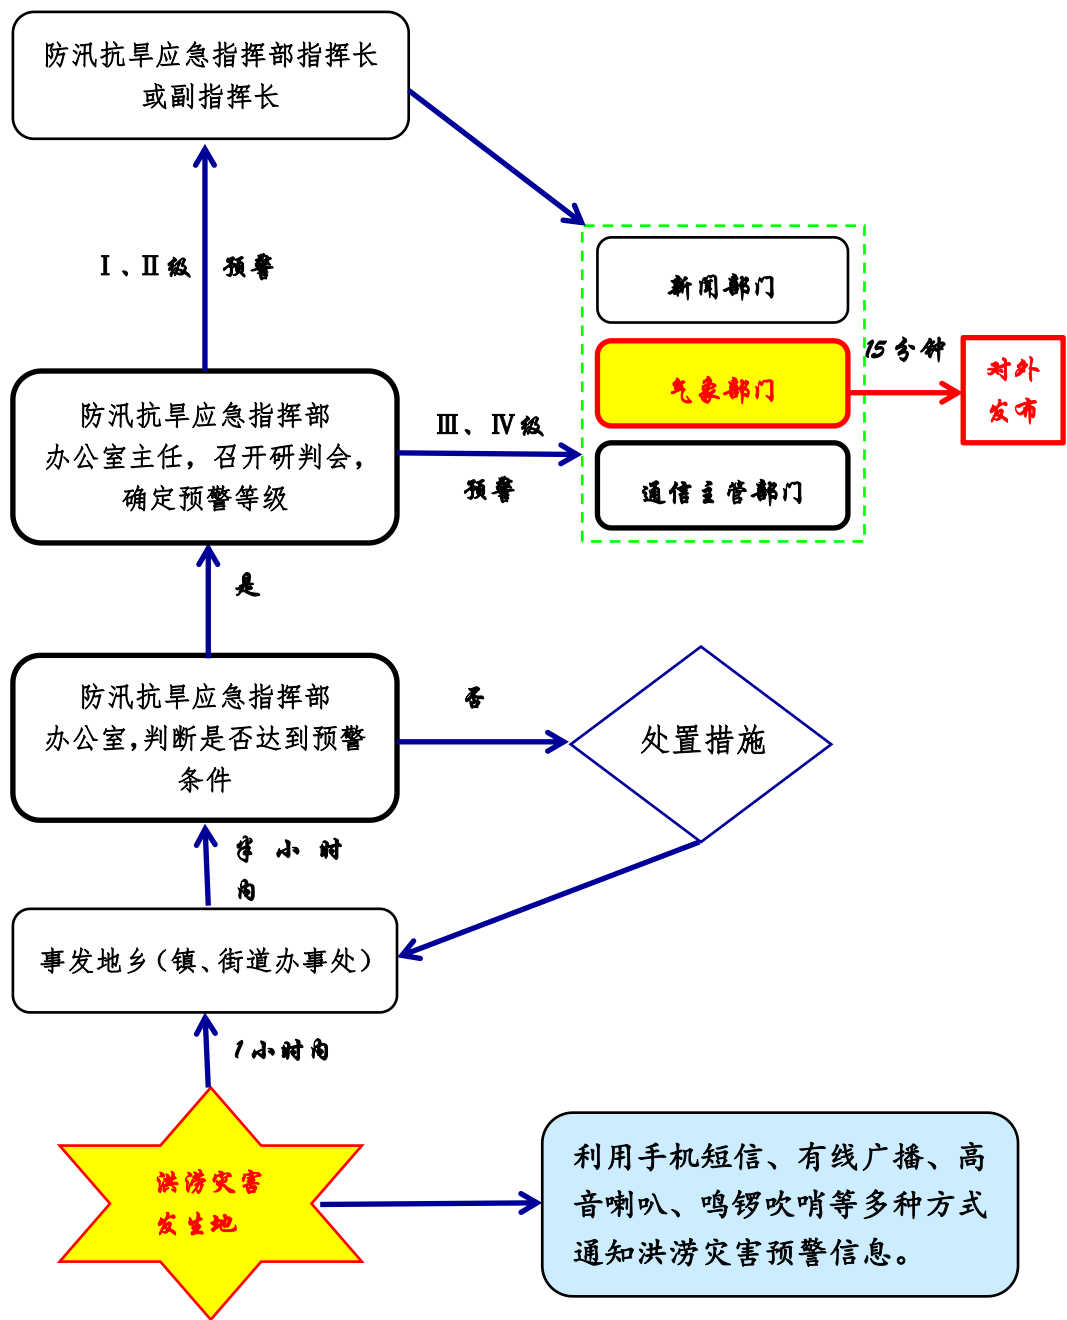 防汛抗旱应急指挥部指挥长
或副指挥长
Ⅰ、Ⅱ级 预警
新闻部门
气象部门
15分钟
对外
发布
防汛抗旱应急指挥部
办公室主任，召开研判会，
确定预警等级
Ⅲ、Ⅳ级
预警
通信主管部门
是
防汛抗旱应急指挥部
办公室，判断是否达到预警
条件
否
处置措施
半小时
内
事发地乡（镇、街道办事处）
1小时内
洪涝灾害
发生地
利用手机短信、有线广播、高
音喇叭、鸣锣吹哨等多种方式
通知洪涝灾害预警信息。